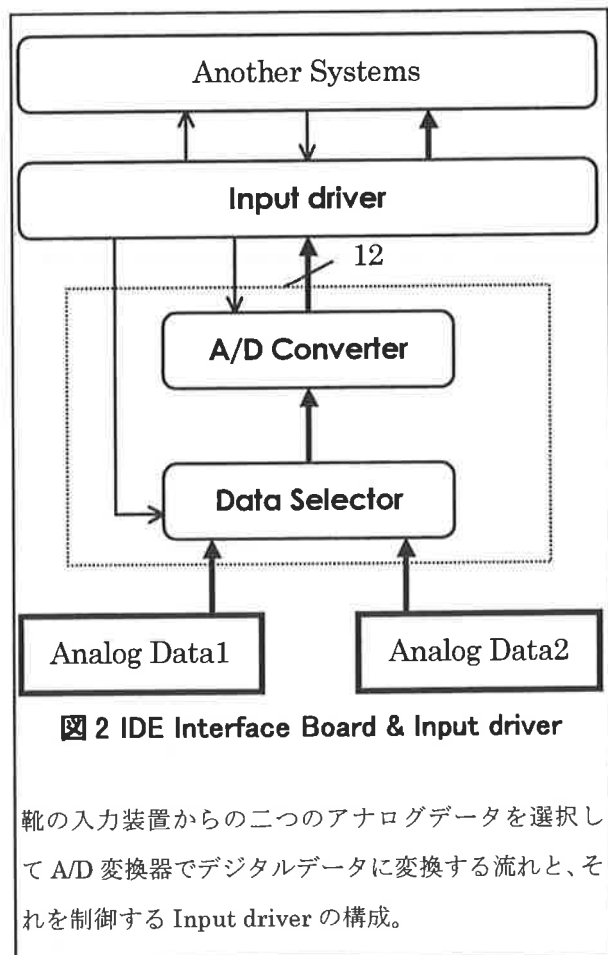 Another Systems
Input driver
12
A/D Converter
Data Selector
Analog Data1
Analog Data2
図 2 IDE Interface Board & Input driver
靴の入力装置からの二つのアナログデータを選択し
て A/D 変換器でデジタルデータに変換する流れと、そ
れを制御する Input driver の構成。